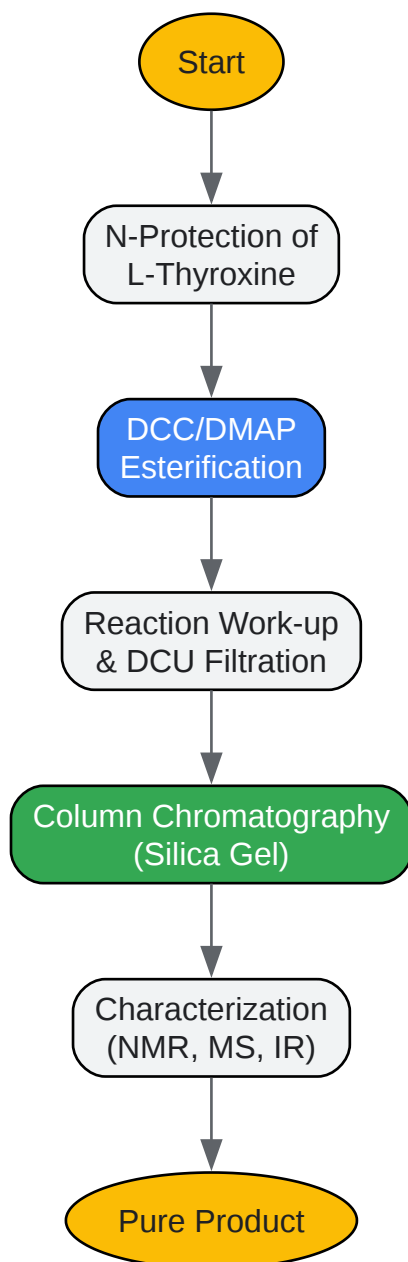 Start
N-Protection of
L-Thyroxine
DCC/DMAP
Esterification
Reaction Work-up
& DCU Filtration
Column Chromatography
(Silica Gel)
Characterization
(NMR, MS, IR)
Pure Product